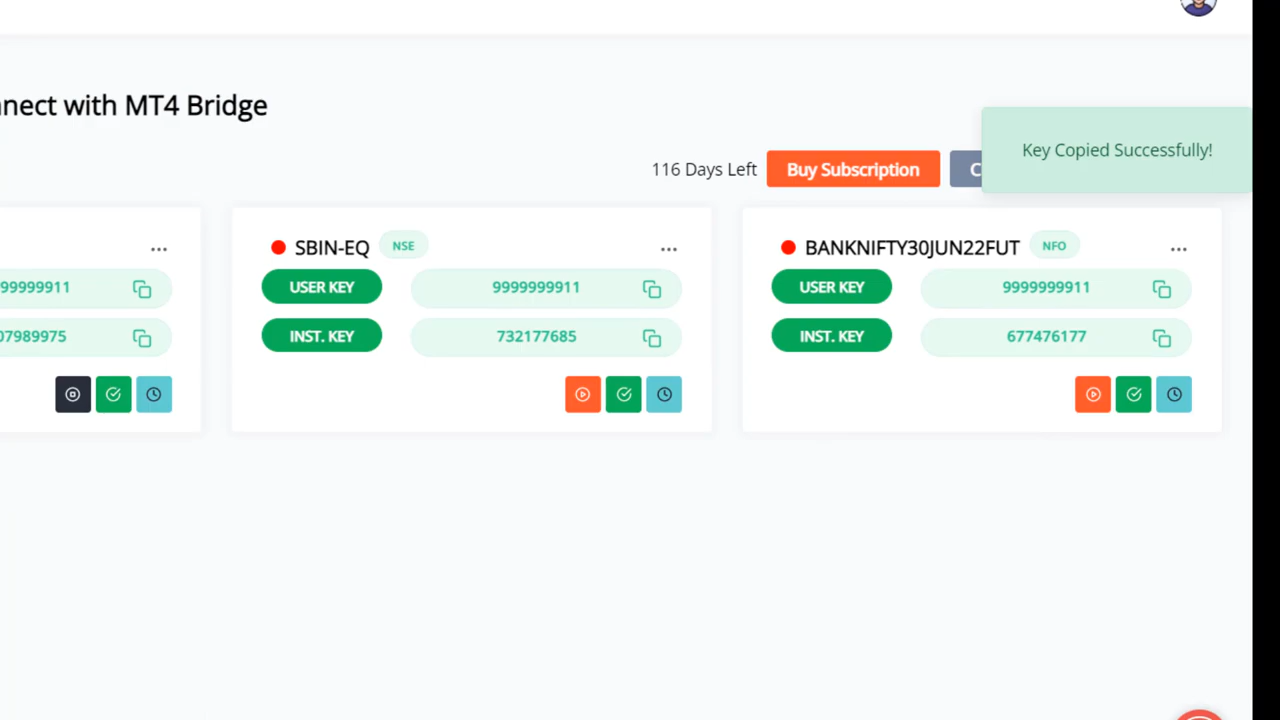 nnect with MT4 Bridge
Key Copied Successfully!
116 Days Left Buy Subscription C
...
SBIN-EQ NSE ...
BANKNIFTY30JUN22FUT NFO ...
99999911
USER KEY 9999999911
USER KEY 9999999911
07989975
INST. KEY 732177685
INST. KEY 677476177